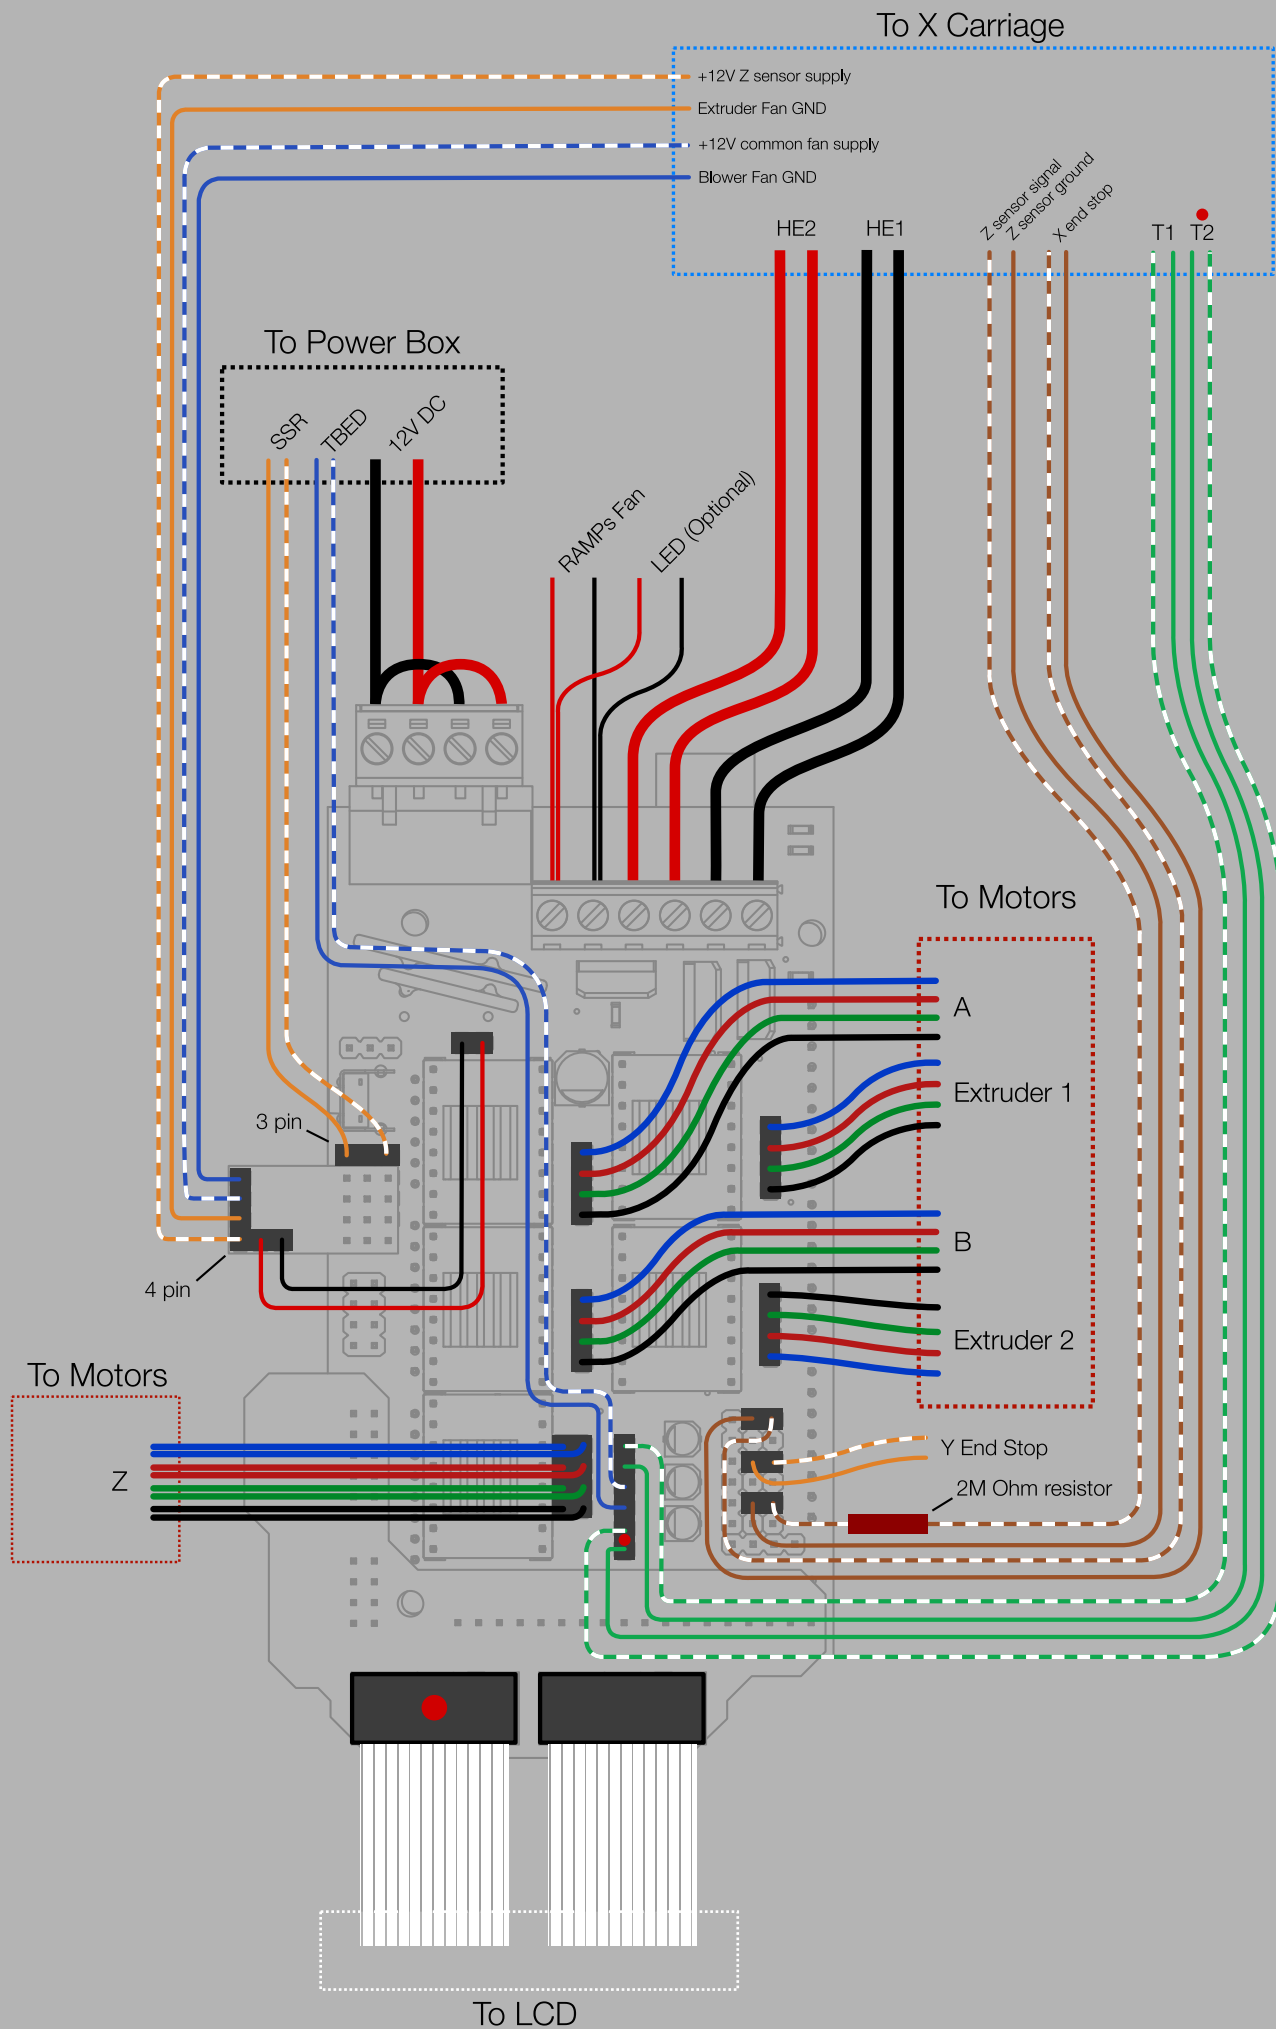 To X Carriage
+12V Z sensor supply
Extruder Fan GND
+12V common fan supply
Blower Fan GND
HE2
HE1
Z sensor signal
Z sensor ground
X end stop
T1
T2
To Power Box
SSR
TBED
12V DC
RAMPs Fan
LED (Optional)
To Motors
A
Extruder 1
3 pin
B
4 pin
Extruder 2
To Motors
Z
Y End Stop
2M Ohm resistor
To LCD